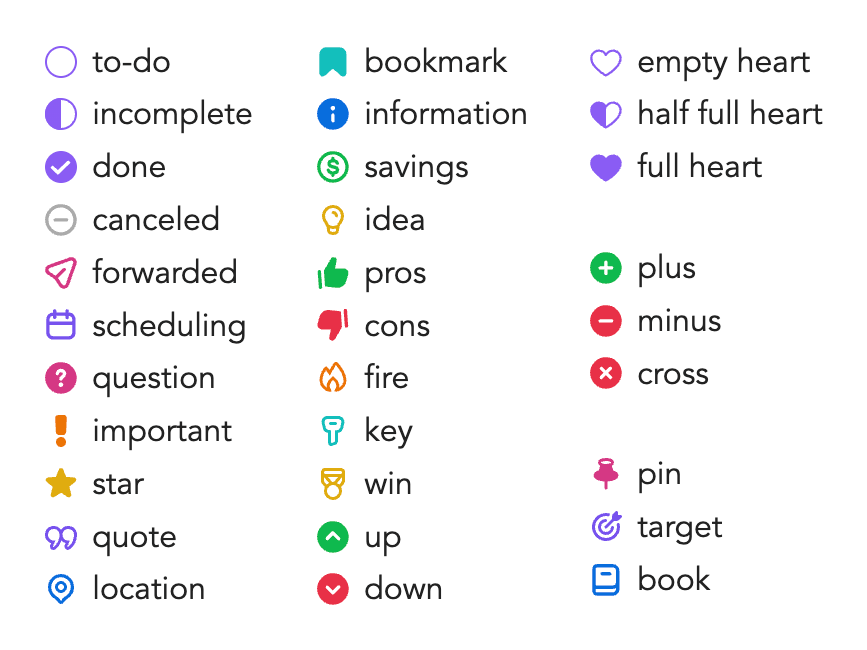 to-do
incomplete
done
canceled
forwarded
scheduling
question
important
star
quote
location
bookmark
information
savings
idea
pros
cons
fire
key
win
up
down
empty heart
half full heart
full heart
plus
minus
cross
pin
target
book